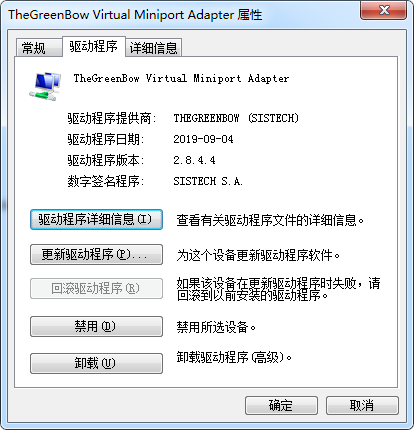 TheGreenBow Virtual Miniport Adapter 属性
常规 驱动程序 详细信息
TheGreenBow Virtual Miniport Adapter
驱动程序提供商: THEGREENBOW (SISTECH)
驱动程序日期: 2019-09-04
驱动程序版本: 2.8.4.4
数字签名程序: SISTECH S.A.
驱动程序详细信息(I) 查看有关驱动程序文件的详细信息。
更新驱动程序(P)... 为这个设备更新驱动程序软件。
回滚驱动程序(R) 如果该设备在更新驱动程序时失败，请
回滚到以前安装的驱动程序。
禁用(D) 禁用所选设备。
卸载(U) 卸载驱动程序(高级)。
确定 取消